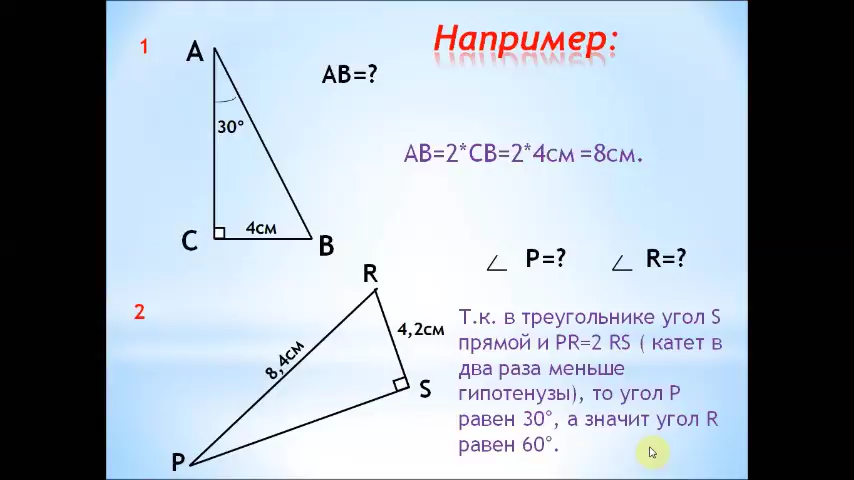 Например:
1
A
AB=?
30°
AB=2*CB=2*4см =8см.
4см
C
B
∠ P=?
∠ R=?
R
2
4,2см
8,4см
S
P
Т.к. в треугольнике угол S
прямой и PR=2 RS ( катет в
два раза меньше
гипотенузы), то угол P
равен 30°, а значит угол R
равен 60°.